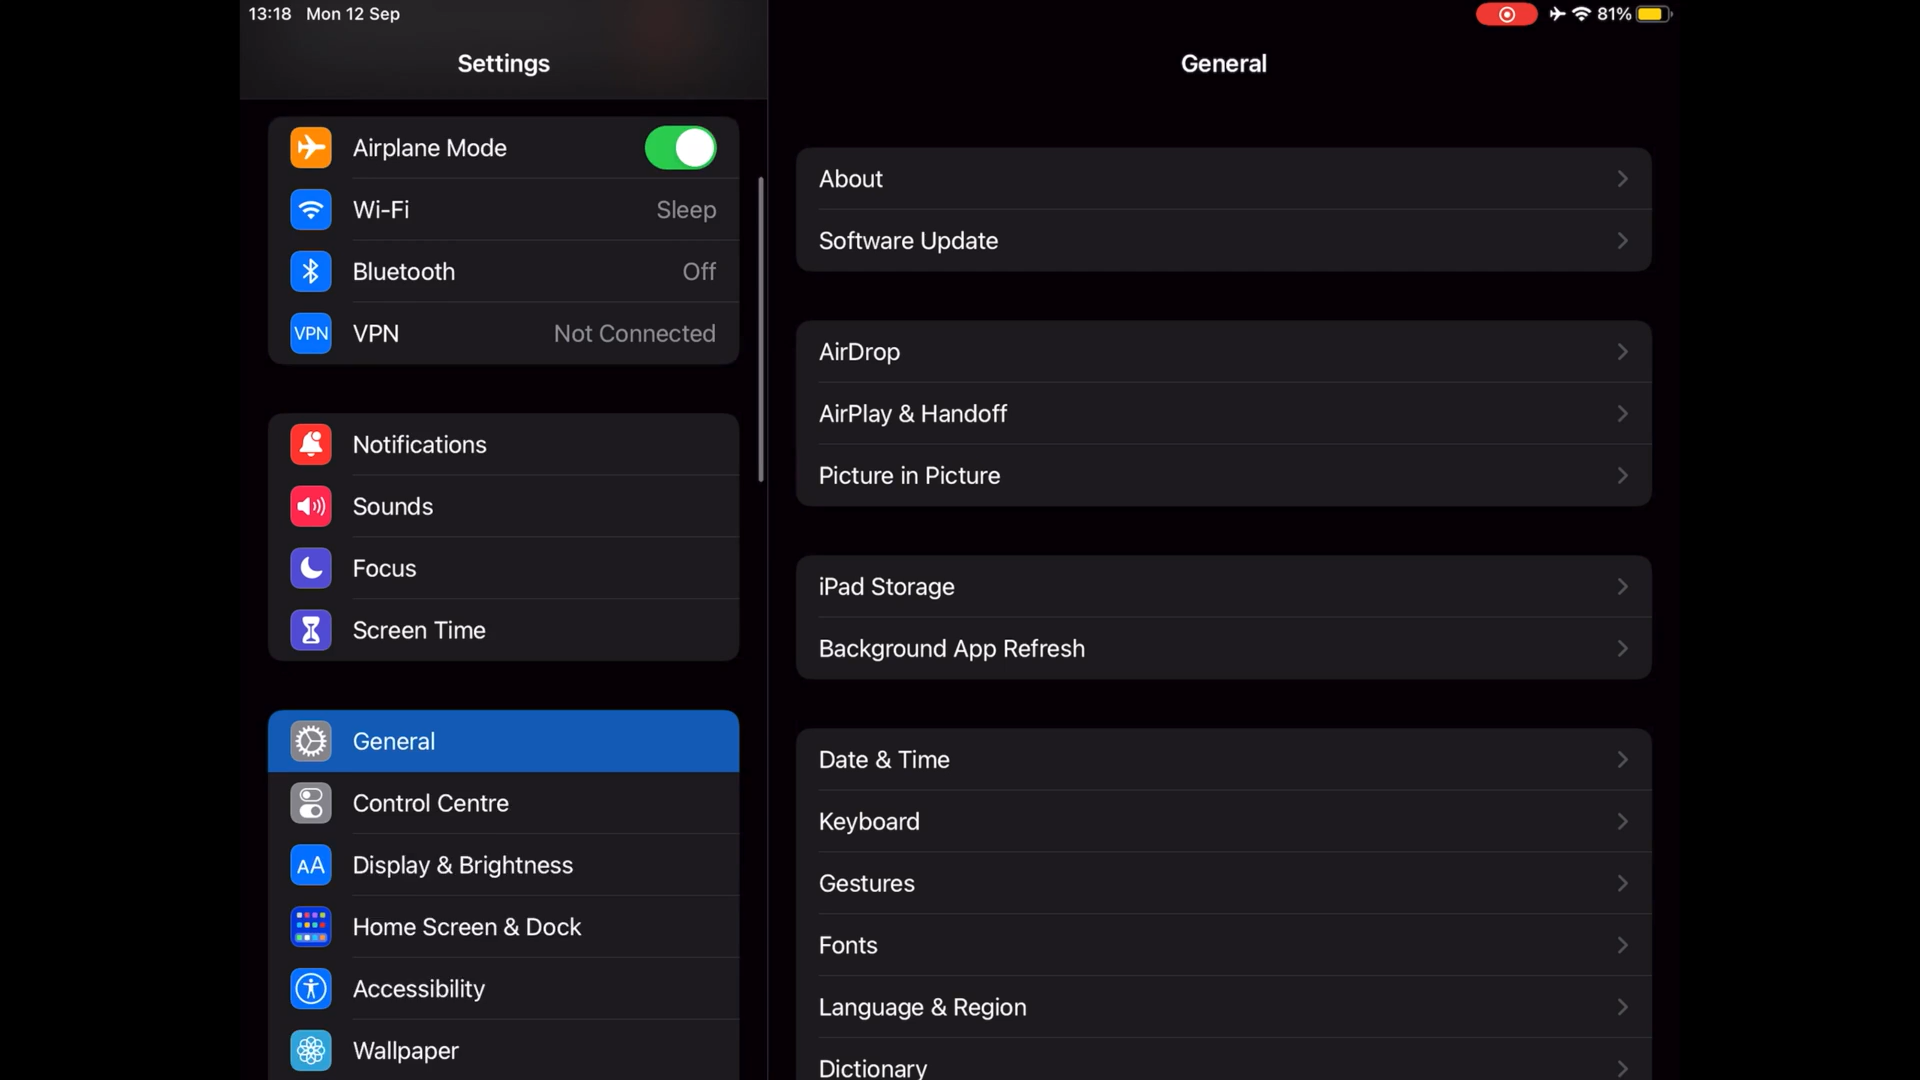 13:18 Mon 12 Sep
81%
Settings
General
Airplane Mode
Wi-Fi Sleep
Bluetooth Off
VPN VPN Not Connected
Notifications
Sounds
Focus
Screen Time
General
Control Centre
AA Display & Brightness
Home Screen & Dock
Accessibility
Wallpaper
About
Software Update
AirDrop
AirPlay & Handoff
Picture in Picture
iPad Storage
Background App Refresh
Date & Time
Keyboard
Gestures
Fonts
Language & Region
Dictionary